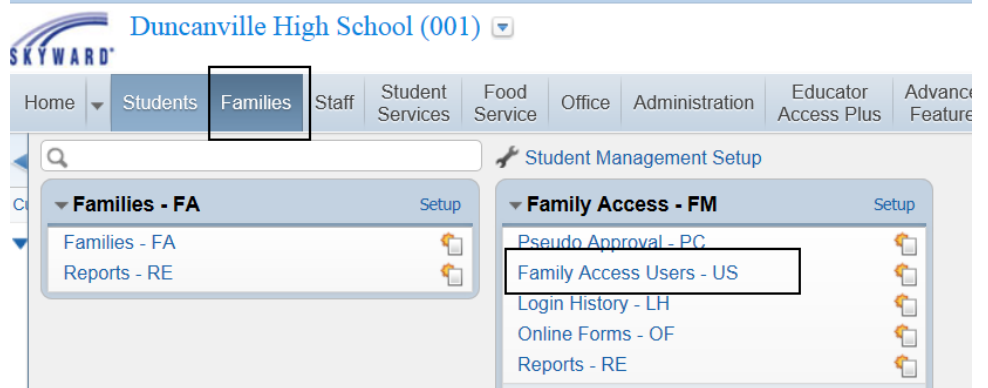 Duncanville High School (001)
SKYWARD
Home Students Families Staff Student Services Food Service Office Administration Educator Access Plus
Student Management Setup
Families - FA Setup
Families - FA
Reports - RE
Family Access - FM Setup
Pseudo Approval - PC
Family Access Users - US
Login History - LH
Online Forms - OF
Reports - RE